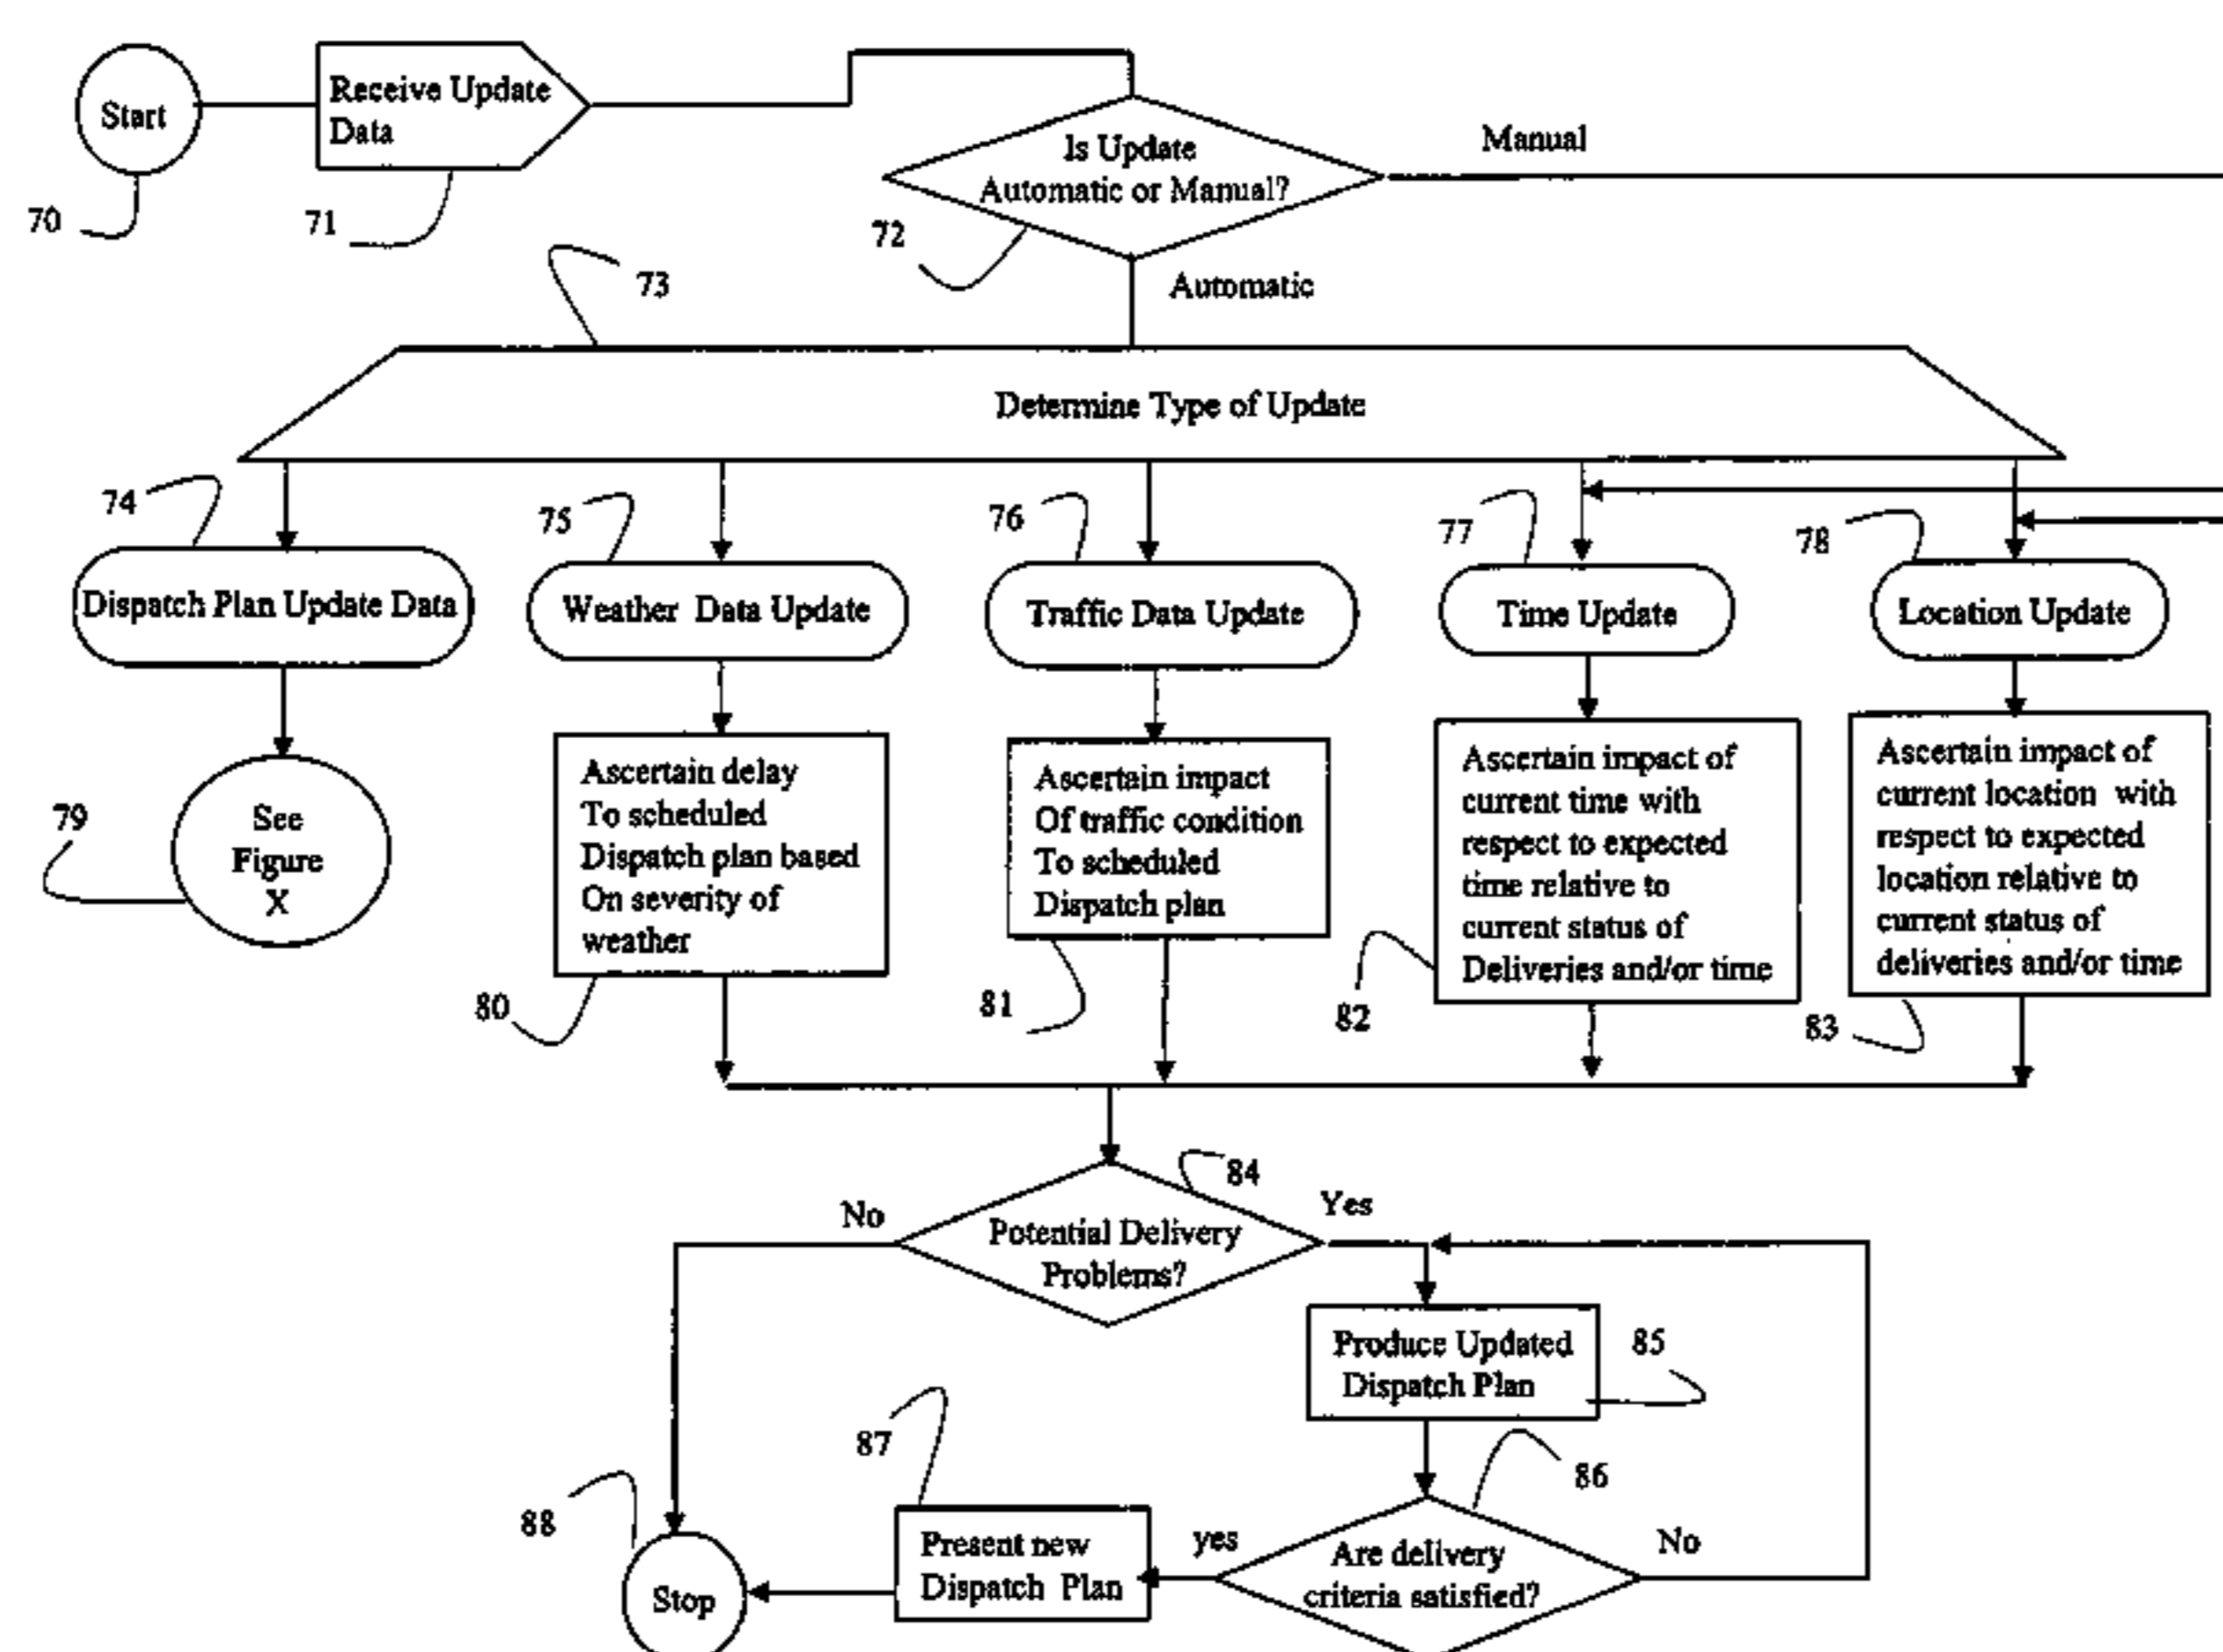 Start
Receive Update
Data
70
71
Is Update
Automatic or Manual?
72
Manual
Automatic
73
Determine Type of Update
74
75
76
77
78
Dispatch Plan Update Data
Weather Data Update
Traffic Data Update
Time Update
Location Update
79
See
Figure
X
Ascertain delay
To scheduled
Dispatch plan based
On severity of
weather
80
Ascertain impact
Of traffic condition
To scheduled
Dispatch plan
81
Ascertain impact of
current time with
respect to expected
time relative to
current status of
Deliveries and/or time
82
Ascertain impact of
current location with
respect to expected
location relative to
current status of
deliveries and/or time
83
84
No
Potential Delivery
Problems?
Yes
Produce Updated
Dispatch Plan
85
86
Are delivery
criteria satisfied?
No
yes
87
Present new
Dispatch Plan
88
Stop